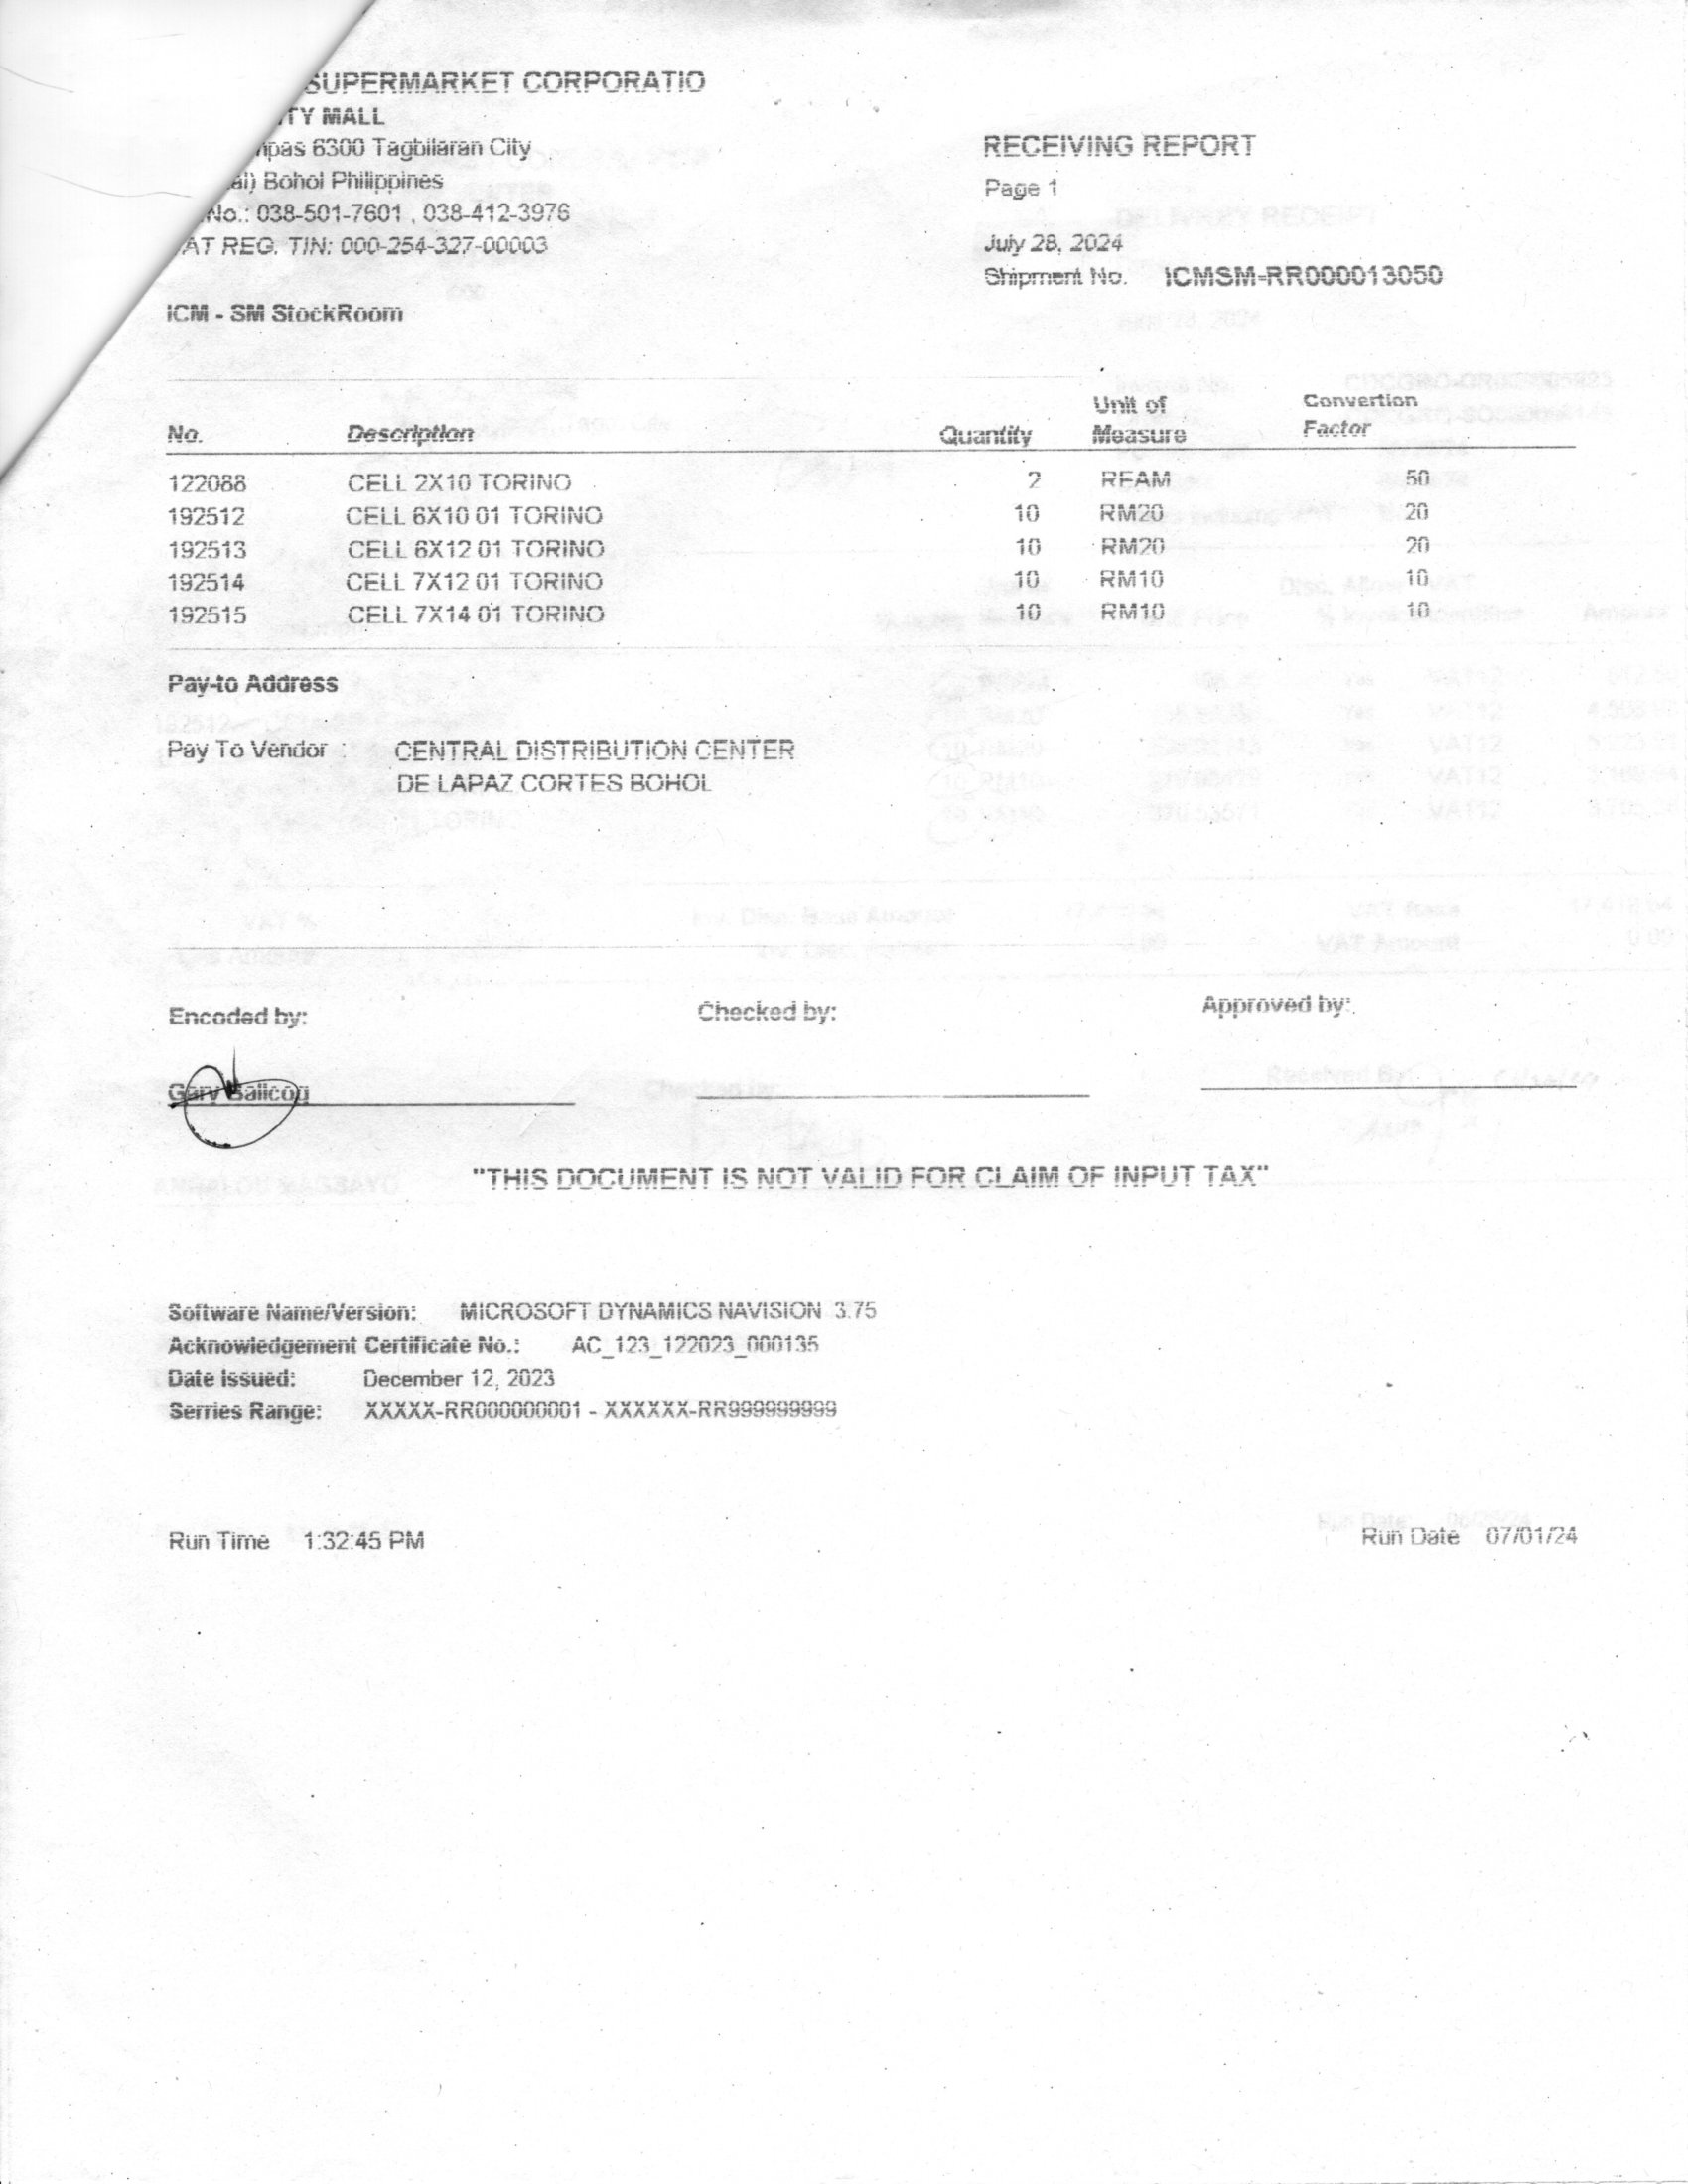 SUPERMARKET CORPORATIO
TY MALL
mpas 6300 Tagbilaran City
al) Bohol Philippines
No.: 038-501-7601 , 038-412-3976
AT REG. TIN: 000-254-327-00003
ICM - SM StockRoom
RECEIVING REPORT
Page 1
July 28, 2024
Shipment No. ICMSM-RR000013050
No. Description Quantity Unit of Measure Convertion Factor
122088 CELL 2X10 TORINO 2 REAM 50
192512 CELL 6X10 01 TORINO 10 RM20 20
192513 CELL 6X12 01 TORINO 10 RM20 20
192514 CELL 7X12 01 TORINO 10 RM10 10
192515 CELL 7X14 01 TORINO 10 RM10 10
Pay-to Address
Pay To Vendor : CENTRAL DISTRIBUTION CENTER
DE LAPAZ CORTES BOHOL
Encoded by: Checked by: Approved by:
Gary Balicog
"THIS DOCUMENT IS NOT VALID FOR CLAIM OF INPUT TAX"
Software Name/Version: MICROSOFT DYNAMICS NAVISION 3.75
Acknowledgement Certificate No.: AC_123_122023_000135
Date Issued: December 12, 2023
Serries Range: XXXXX-RR000000001 - XXXXXX-RR999999999
Run Time 1:32:45 PM
Run Date 07/01/24